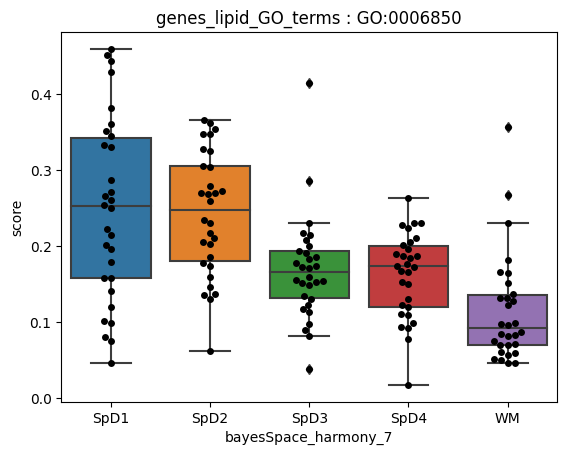 genes_lipid_GO_terms : GO:0006850
score
0.4
0.3
0.2
0.1
0.0
SpD1 SpD2 SpD3 SpD4 WM
bayesSpace_harmony_7